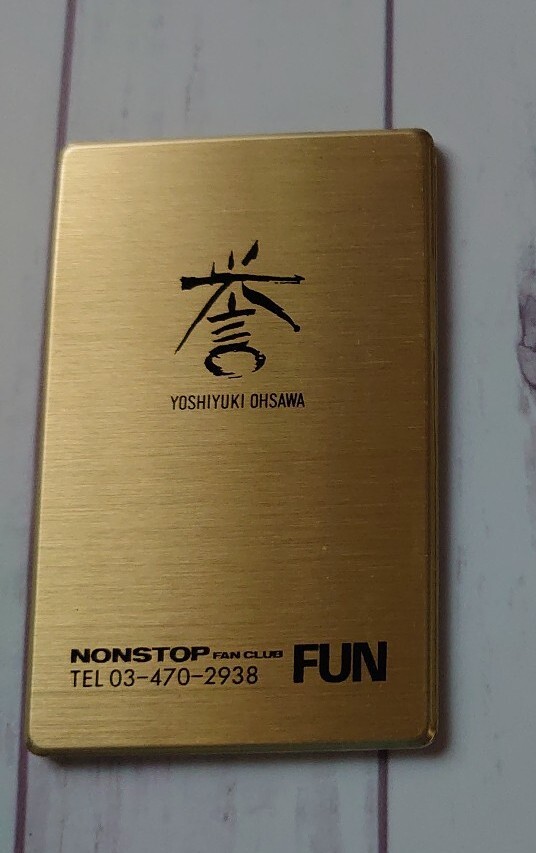 誉
YOSHIYUKI OHSAWA
NONSTOP FAN CLUB FUN
TEL 03-470-2938